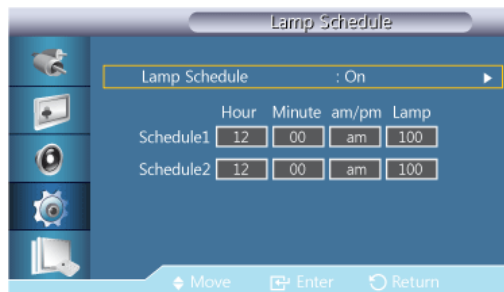 Lamp Schedule
Lamp Schedule : On
Hour Minute am/pm Lamp
Schedule1 12 00 am 100
Schedule2 12 00 am 100
Move Enter Return